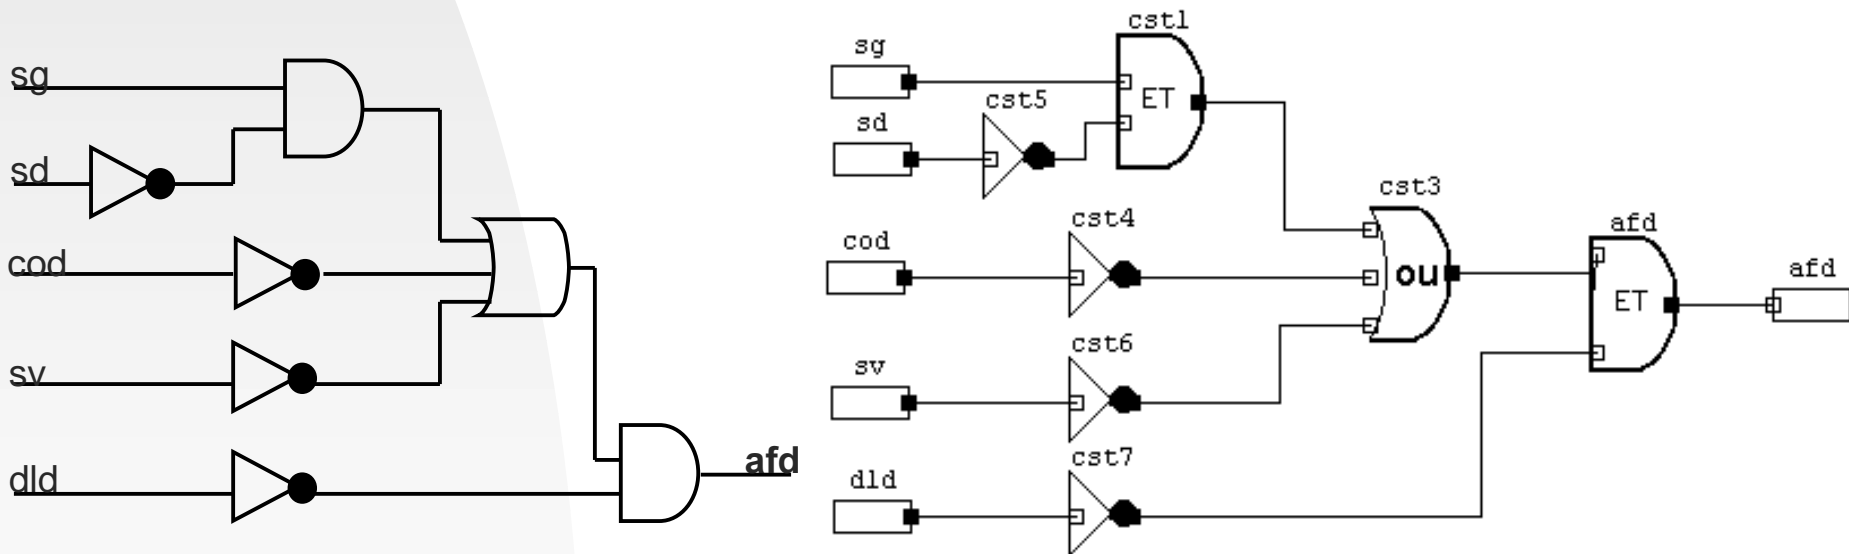 sg
sd
cod
sv
dld
afd
cst1
sg
cst5
ET
sd
cst3
cst4
cod
afd
ou
afd
ET
cst6
sv
cst7
dld